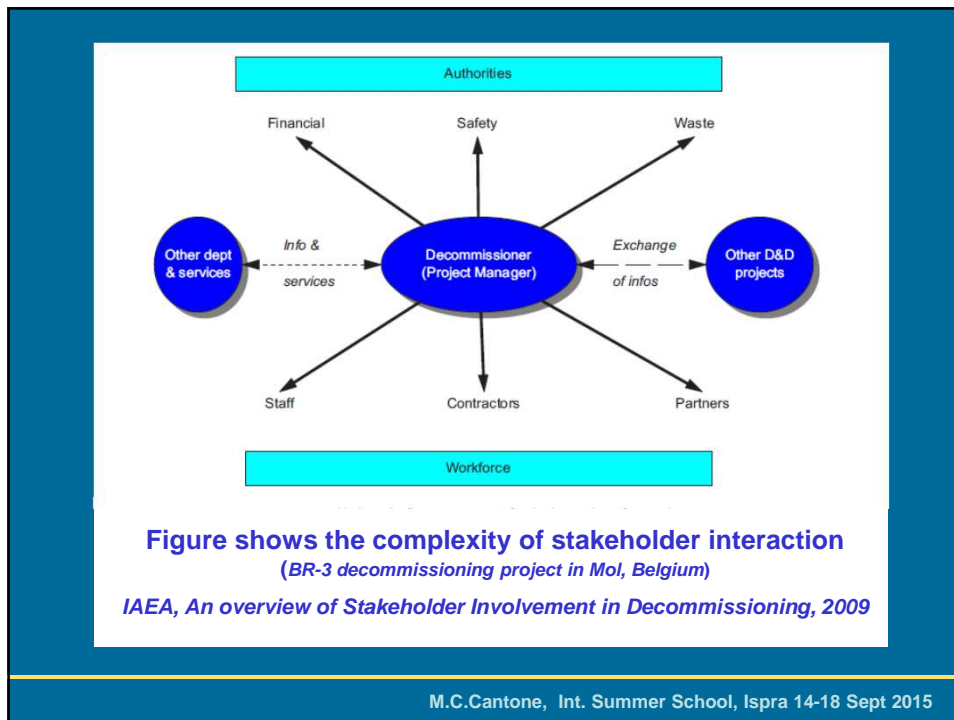 Authorities
Financial
Safety
Waste
Other dept
& services
Info &
services
Decommissioner
(Project Manager)
Exchange
of infos
Other D&D
projects
Staff
Contractors
Partners
Workforce
Figure shows the complexity of stakeholder interaction
(BR-3 decommissioning project in Mol, Belgium)
IAEA, An overview of Stakeholder Involvement in Decommissioning, 2009
M.C.Cantone, Int. Summer School, Ispra 14-18 Sept 2015